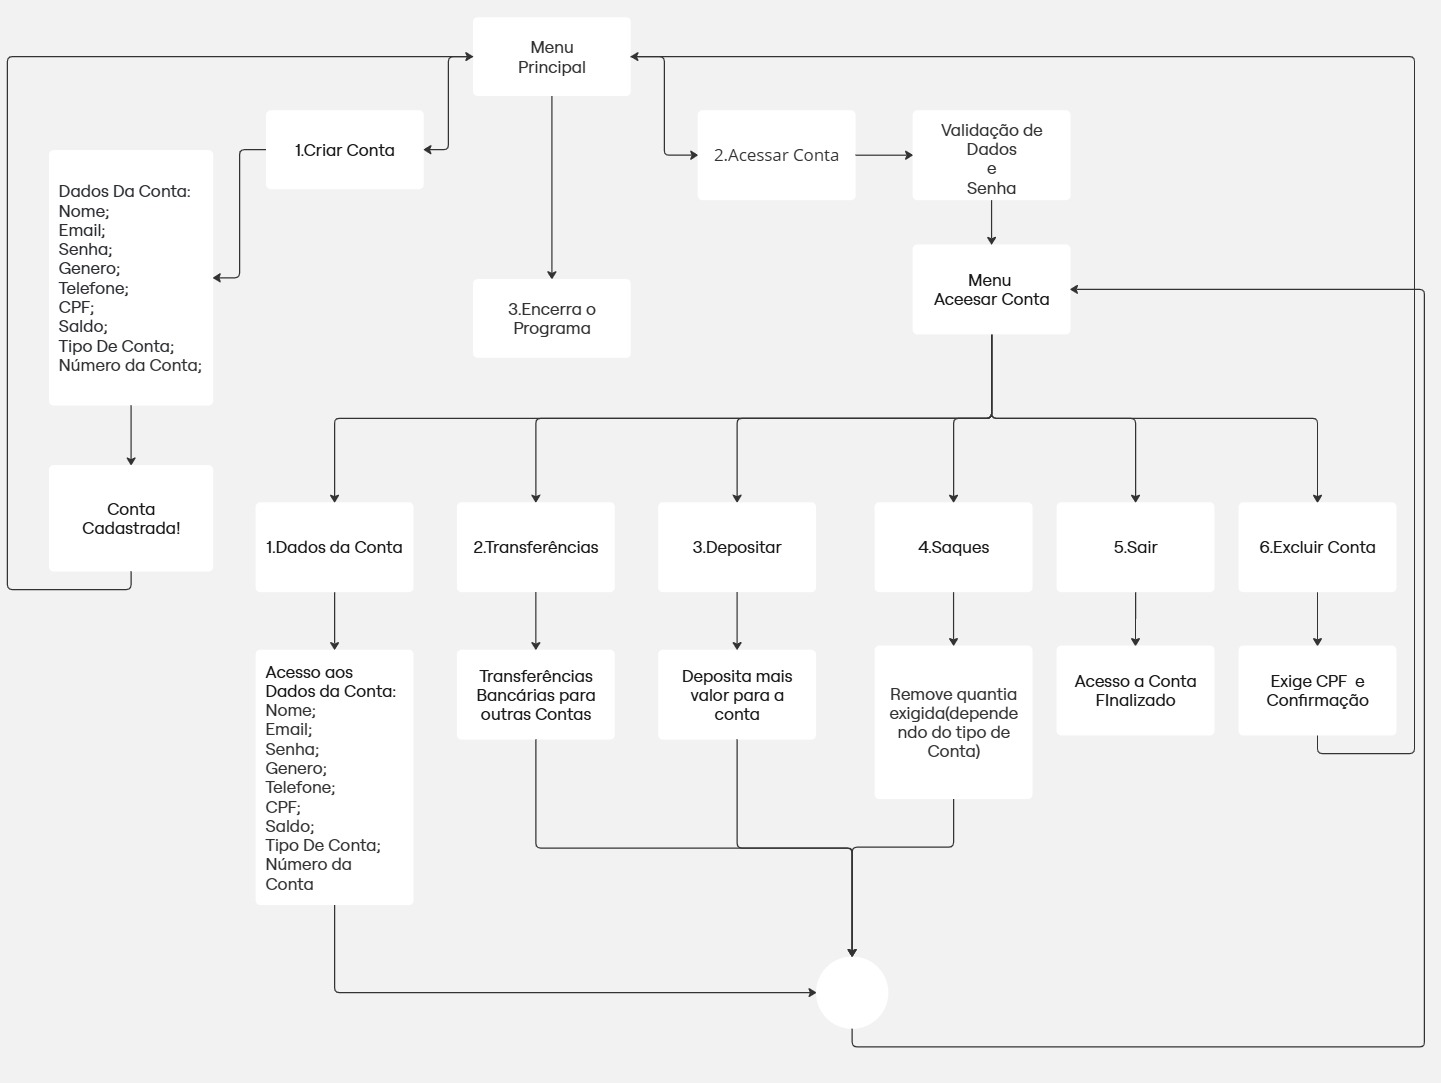 Menu
Principal
1.Criar Conta
2.Acessar Conta
Validação de
Dados
e
Senha
Dados Da Conta:
Nome;
Email;
Senha;
Genero;
Telefone;
CPF;
Saldo;
Tipo De Conta;
Número da Conta;
3.Encerra o
Programa
Menu
Aceesar Conta
Conta
Cadastrada!
1.Dados da Conta
2.Transferências
3.Depositar
4.Saques
5.Sair
6.Excluir Conta
Acesso aos
Dados da Conta:
Nome;
Email;
Senha;
Genero;
Telefone;
CPF;
Saldo;
Tipo De Conta;
Número da
Conta
Transferências
Bancárias para
outras Contas
Deposita mais
valor para a
conta
Remove quantia
exigida(depende
ndo do tipo de
Conta)
Acesso a Conta
FInalizado
Exige CPF  e
Confirmação